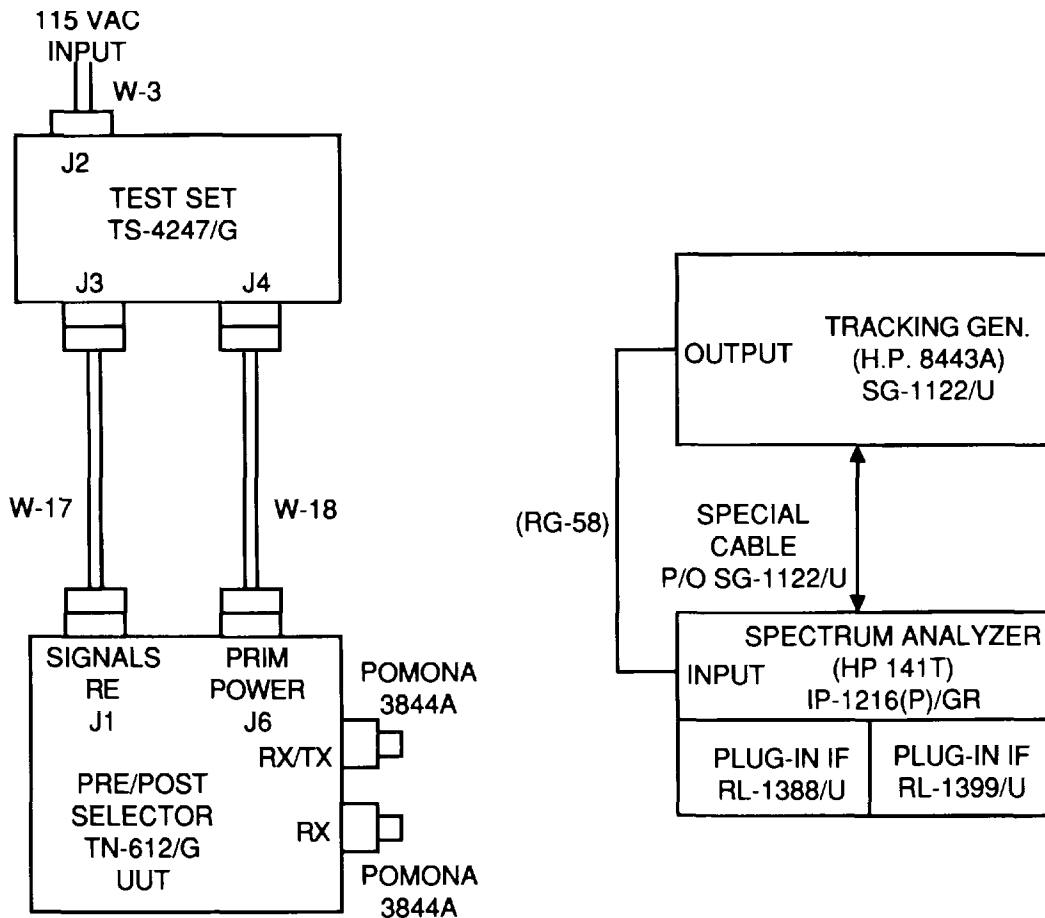 115 VAC
INPUT
W-3
J2
TEST SET
TS-4247/G
J3
J4
W-17
W-18
SIGNALS
RE
J1
PRIM
POWER
J6
RX/TX
POMONA
3844A
PRE/POST
SELECTOR
TN-612/G
UUT
RX
POMONA
3844A
OUTPUT
TRACKING GEN.
(H.P. 8443A)
SG-1122/U
(RG-58)
SPECIAL
CABLE
P/O SG-1122/U
SPECTRUM ANALYZER
(HP 141T)
IP-1216(P)/GR
INPUT
PLUG-IN IF
RL-1388/U
PLUG-IN IF
RL-1399/U